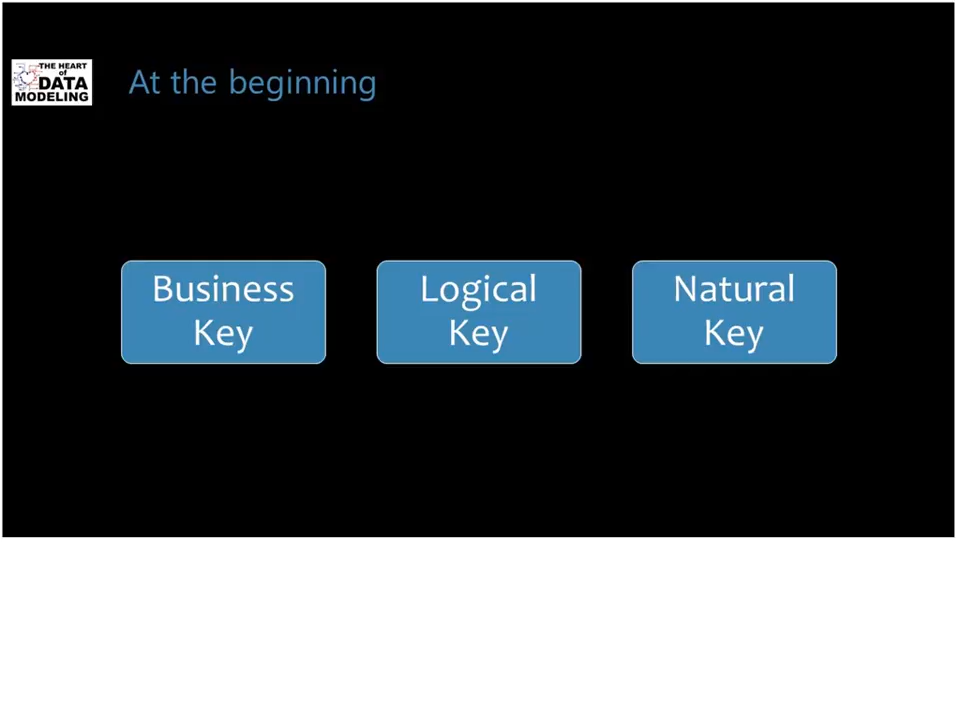 THE HEART
of
DATA
MODELING
At the beginning
Business
Key
Logical
Key
Natural
Key